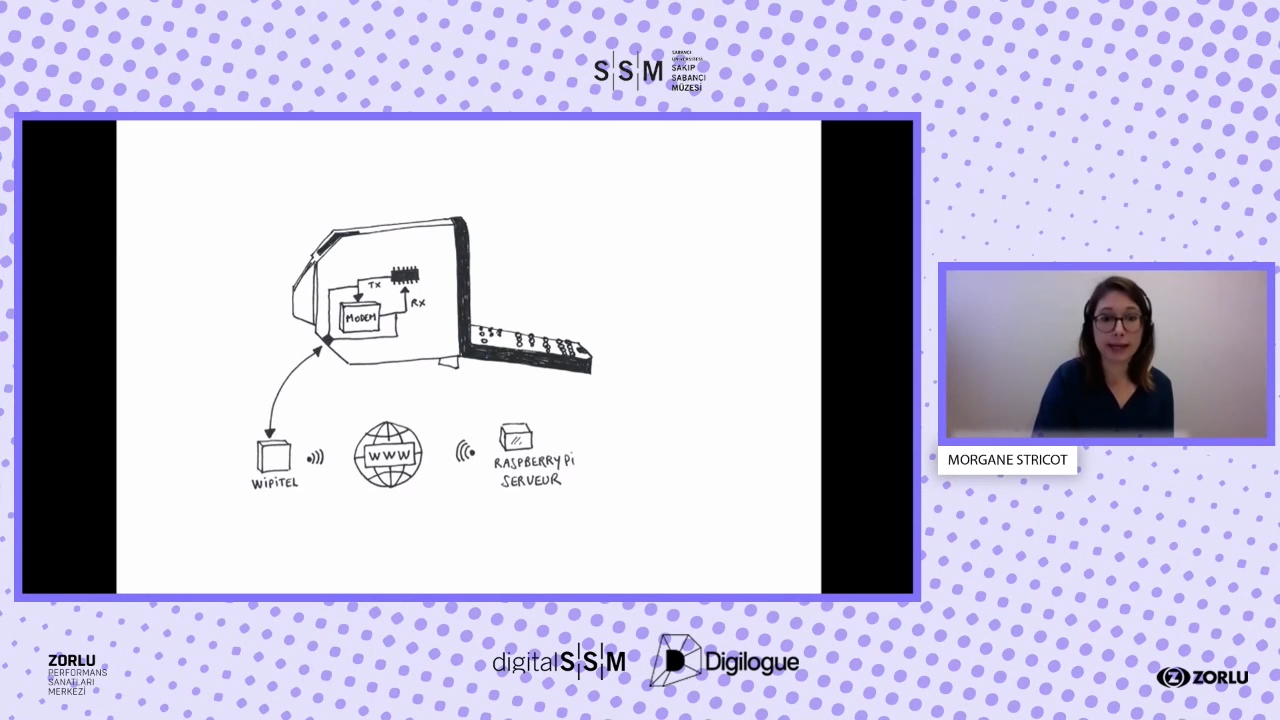 S S M
SABANCI
ÜNİVERSİTESİ
SAKIP
SABANCI
MÜZESİ
TX
RX
MODEM
WWW
WiPiTEL
RASPBERRY Pi
SERVEUR
MORGANE STRICOT
ZORLU
PERFORMANS
SANATLARI
MERKEZİ
digitalSSM
D Digilogue
Z ZORLU